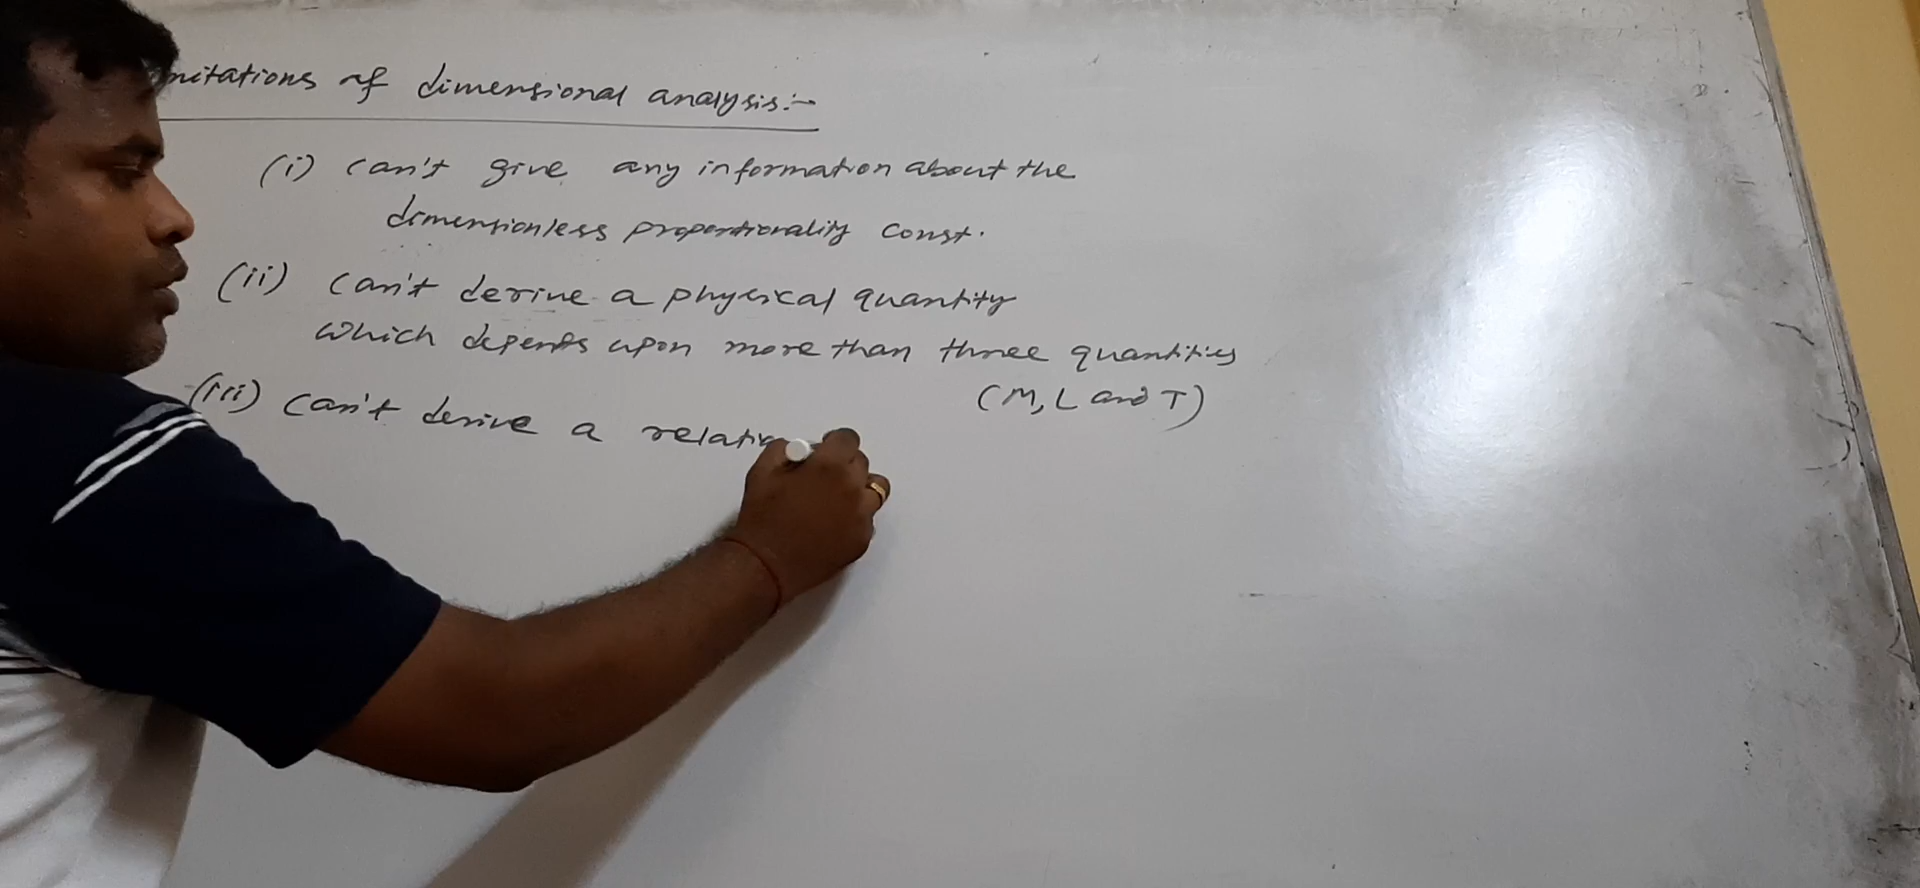 mitations of dimensional analysis:-
(i) can't give any information about the
dimensionless proportionality const.
(ii) can't derive a physical quantity
which depends upon more than three quantities
(M, L and T)
(iii) can't derive a relatio